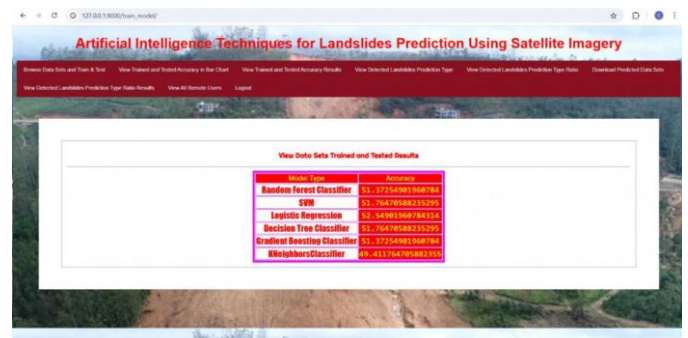 127.0.0.1:8000/train_model/
Artificial Intelligence Techniques for Landslides Prediction Using Satellite Imagery
Browse Data Sets and Train & Test View Trained and Tested Accuracy in Bar Chart View Trained and Tested Accuracy Results View Detected Landslides Prediction Type View Detected Landslides Prediction Type Ratio Download Predicted Data Sets
View Detected Landslides Prediction Type Ratio Results View All Remote Users Logout
View Data Sets Trained and Tested Results
Model Type Accuracy
Random Forest Classifier 51.37254901960784
SVM 51.76470588235295
Logistic Regression 52.54901960784314
Decision Tree Classifier 51.76470588235295
Gradient Boosting Classifier 51.37254901960784
KNeighborsClassifier 49.411764705882355